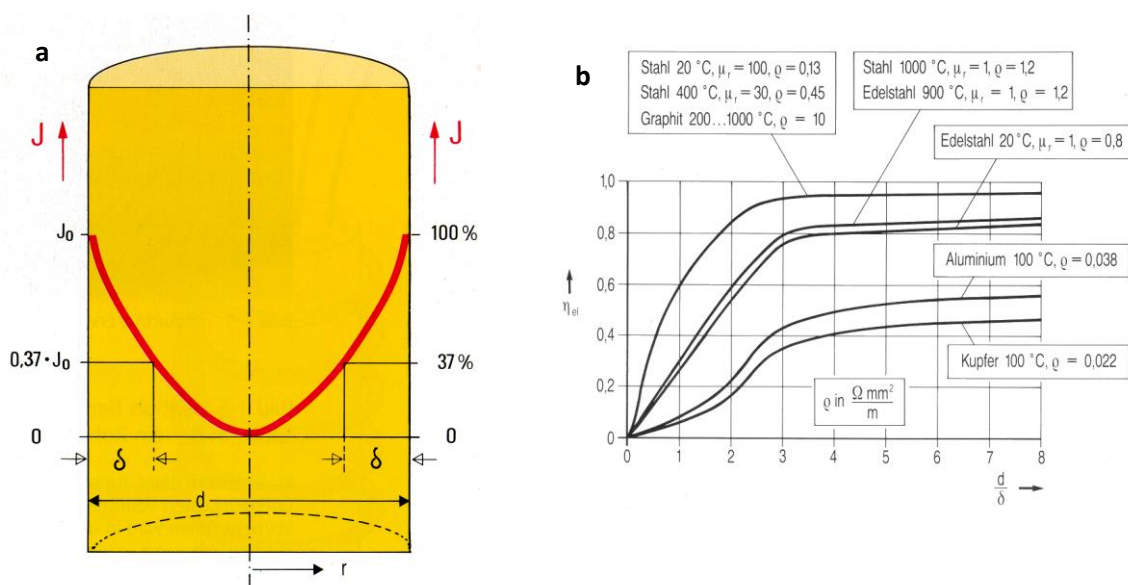 a
J J
J₀ 100 %
0,37 · J₀ 37 %
0 0
δ δ
d
r
b
Stahl 20 °C, μᵣ = 100, ϱ = 0,13
Stahl 400 °C, μᵣ = 30, ϱ = 0,45
Graphit 200...1000 °C, ϱ = 10
Stahl 1000 °C, μᵣ = 1, ϱ = 1,2
Edelstahl 900 °C, μᵣ = 1, ϱ = 1,2
Edelstahl 20 °C, μᵣ = 1, ϱ = 0,8
1,0
0,8
0,6
0,4
0,2
0
ηel
Aluminium 100 °C, ϱ = 0,038
Kupfer 100 °C, ϱ = 0,022
ϱ in Ω mm²/m
0 1 2 3 4 5 6 7 8
d/δ